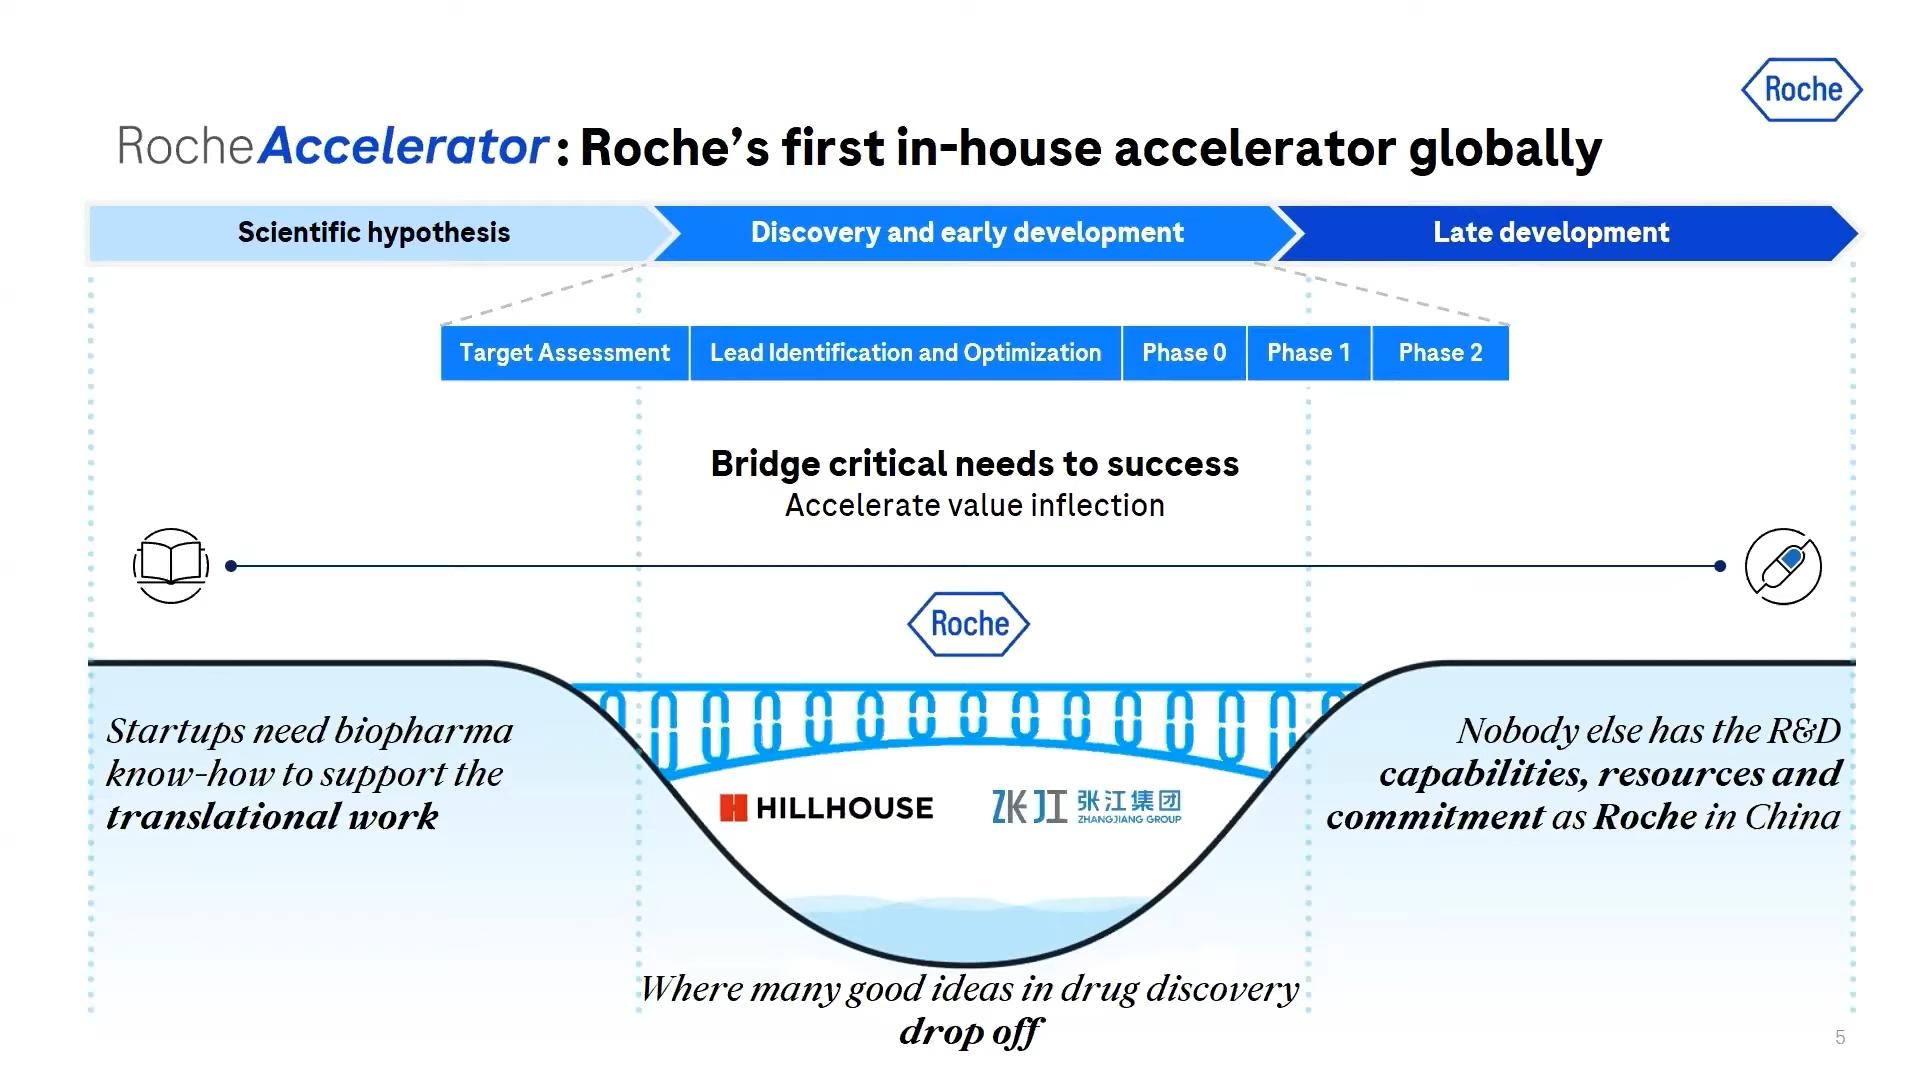 Roche
Roche Accelerator: Roche’s first in-house accelerator globally
Scientific hypothesis
Discovery and early development
Late development
Target Assessment
Lead Identification and Optimization
Phase 0
Phase 1
Phase 2
Bridge critical needs to success
Accelerate value inflection
Roche
Startups need biopharma
know-how to support the
translational work
HILLHOUSE
ZKJI 张江集团
ZHANGJIANG GROUP
Nobody else has the R&D
capabilities, resources and
commitment as Roche in China
Where many good ideas in drug discovery
drop off
5